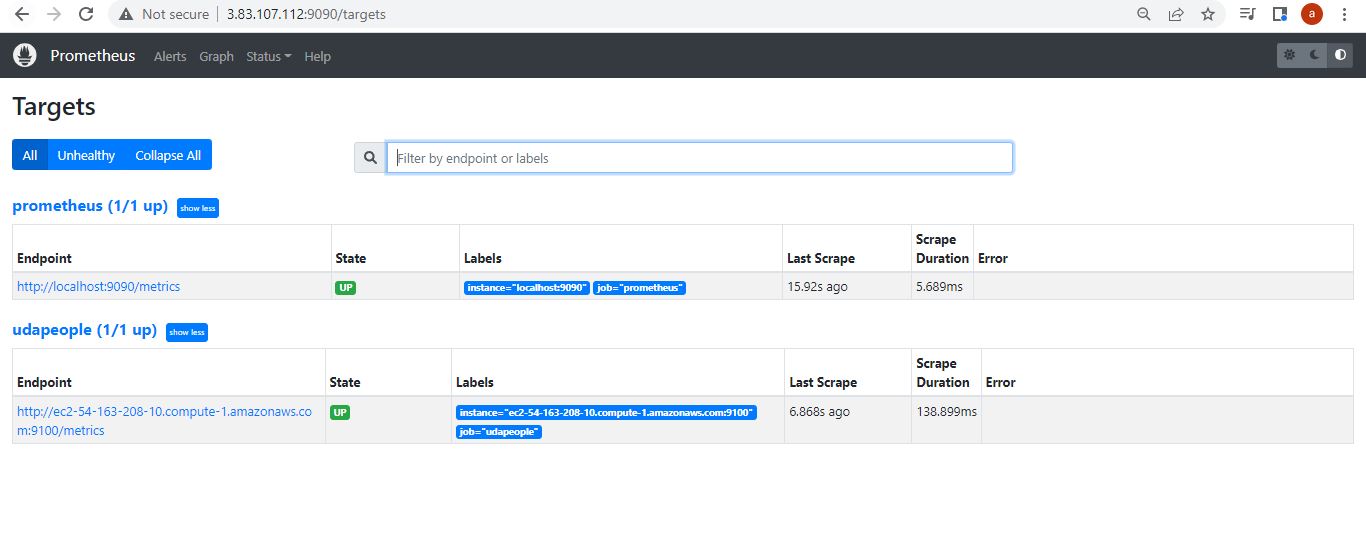 Not secure | 3.83.107.112:9090/targets a
Prometheus Alerts Graph Status Help
Targets
All Unhealthy Collapse All Filter by endpoint or labels
prometheus (1/1 up) show less
Endpoint State Labels Last Scrape Scrape Duration Error
http://localhost:9090/metrics UP instance="localhost:9090" job="prometheus" 15.92s ago 5.689ms
udapeople (1/1 up) show less
Endpoint State Labels Last Scrape Scrape Duration Error
http://ec2-54-163-208-10.compute-1.amazonaws.co UP instance="ec2-54-163-208-10.compute-1.amazonaws.com:9100" 6.868s ago 138.899ms
m:9100/metrics job="udapeople"